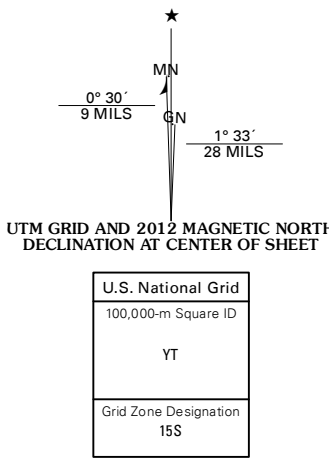 ★
MN
0° 30´
9 MILS
GN
1° 33´
28 MILS
UTM GRID AND 2012 MAGNETIC NORTH
DECLINATION AT CENTER OF SHEET
U.S. National Grid
100,000-m Square ID
YT
Grid Zone Designation
15S